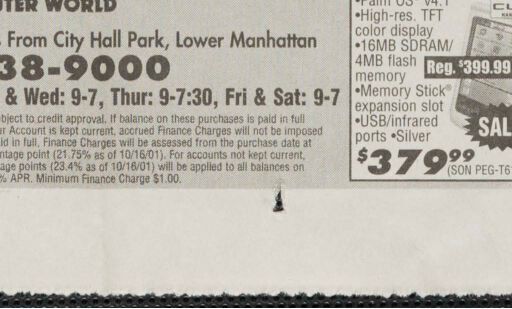 UTER WORLD
From City Hall Park, Lower Manhattan
38-9000
& Wed: 9-7, Thur: 9-7:30, Fri & Sat: 9-7
bject to credit approval. If balance on these purchases is paid in full
ur Account is kept current, accrued Finance Charges will not be imposed
id in full, Finance Charges will be assessed from the purchase date at
ntage point (21.75% as of 10/16/01). For accounts not kept current,
age points (23.4% as of 10/16/01) will be applied to all balances on
% APR. Minimum Finance Charge $1.00.
•Palm OS® v4.1
•High-res. TFT
color display
•16MB SDRAM/
4MB flash
memory
•Memory Stick®
expansion slot
•USB/infrared
ports •Silver
Reg. $399.99
SAL
$379.99
(SON PEG-T6